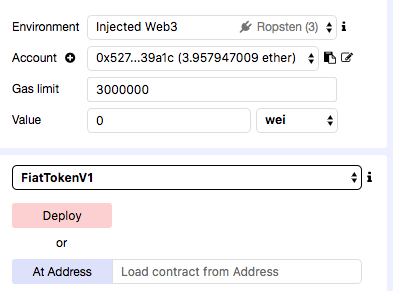 Environment Injected Web3 Ropsten (3) i
Account 0x527...39a1c (3.957947009 ether)
Gas limit 3000000
Value 0 wei
FiatTokenV1 i
Deploy
or
At Address Load contract from Address